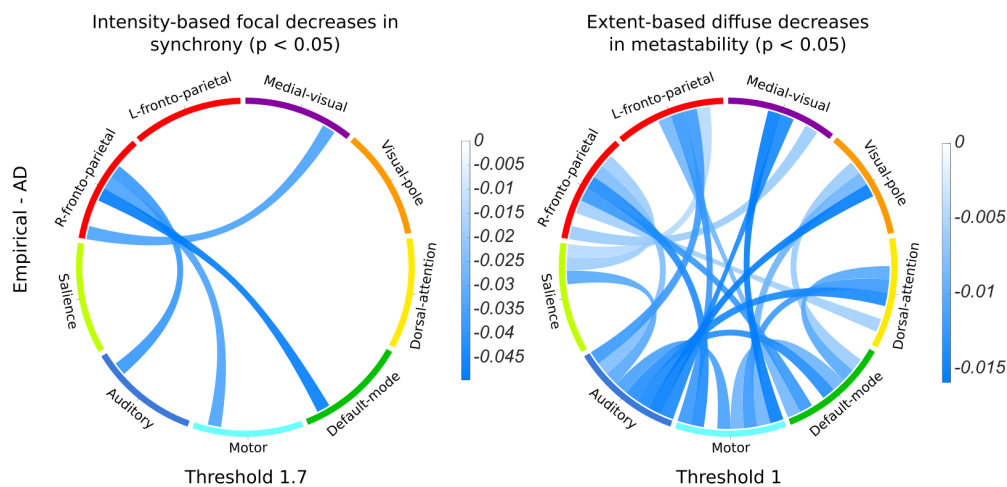 Intensity-based focal decreases in
synchrony (p < 0.05)
Extent-based diffuse decreases
in metastability (p < 0.05)
Empirical - AD
L-fronto-parietal
Medial-visual
R-fronto-parietal
Visual-pole
Salience
Dorsal-attention
Auditory
Default-mode
Motor
Threshold 1.7
0
-0.005
-0.01
-0.015
-0.02
-0.025
-0.03
-0.035
-0.04
-0.045
L-fronto-parietal
Medial-visual
R-fronto-parietal
Visual-pole
Salience
Dorsal-attention
Auditory
Default-mode
Motor
Threshold 1
0
-0.005
-0.01
-0.015